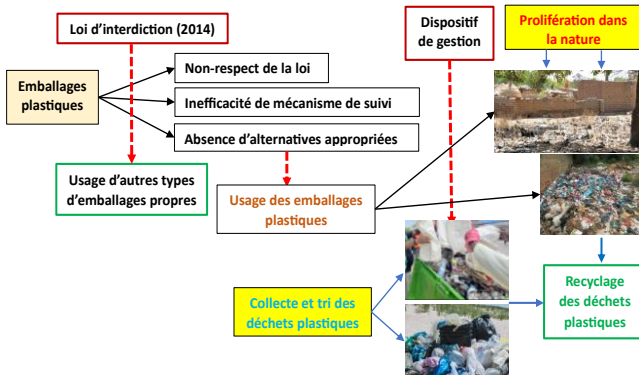 Loi d'interdiction (2014)
Dispositif
de gestion
Prolifération dans
la nature
Emballages
plastiques
Non-respect de la loi
Inefficacité de mécanisme de suivi
Absence d'alternatives appropriées
Usage d'autres types
d'emballages propres
Usage des emballages
plastiques
Collecte et tri des
déchets plastiques
Recyclage
des déchets
plastiques